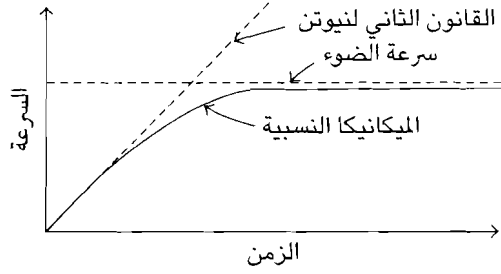 القانون الثاني لنيوتن
سرعة الضوء
الميكانيكا النسبية
السرعة
الزمن